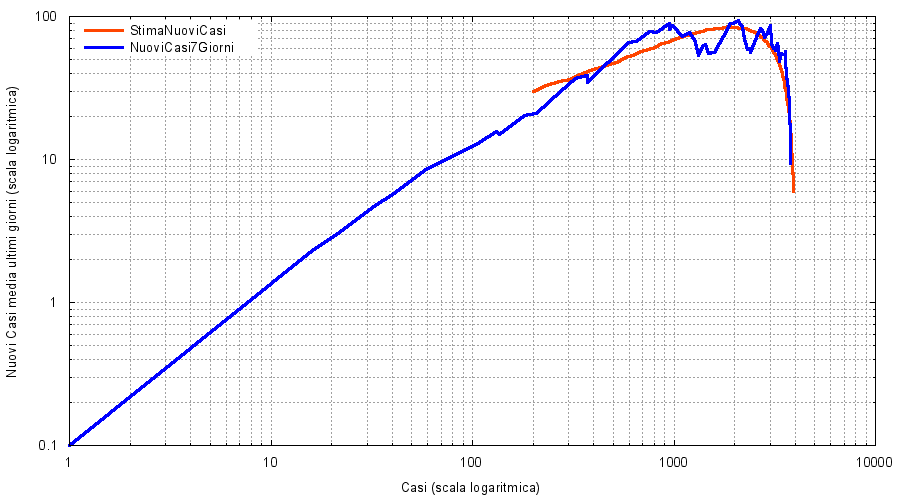 StimaNuoviCasi
NuoviCasi7Giorni
Nuovi Casi media ultimi giorni (scala logaritmica)
100
10
1
0.1
1
10
100
1000
10000
Casi (scala logaritmica)